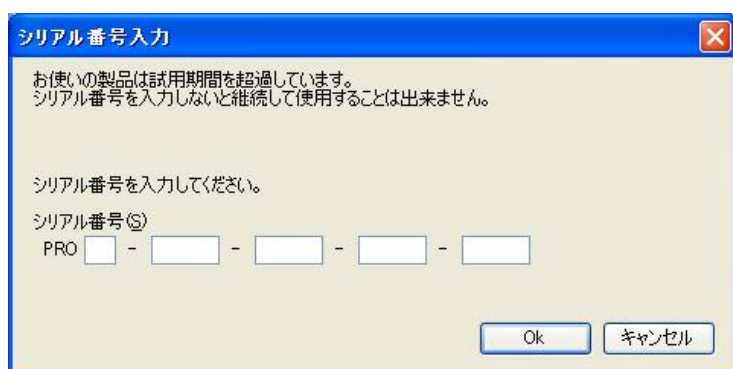 シリアル番号入力
お使いの製品は試用期間を超過しています。
シリアル番号を入力しないと継続して使用することは出来ません。
シリアル番号を入力してください。
シリアル番号(S)
PRO - - - -
Ok キャンセル